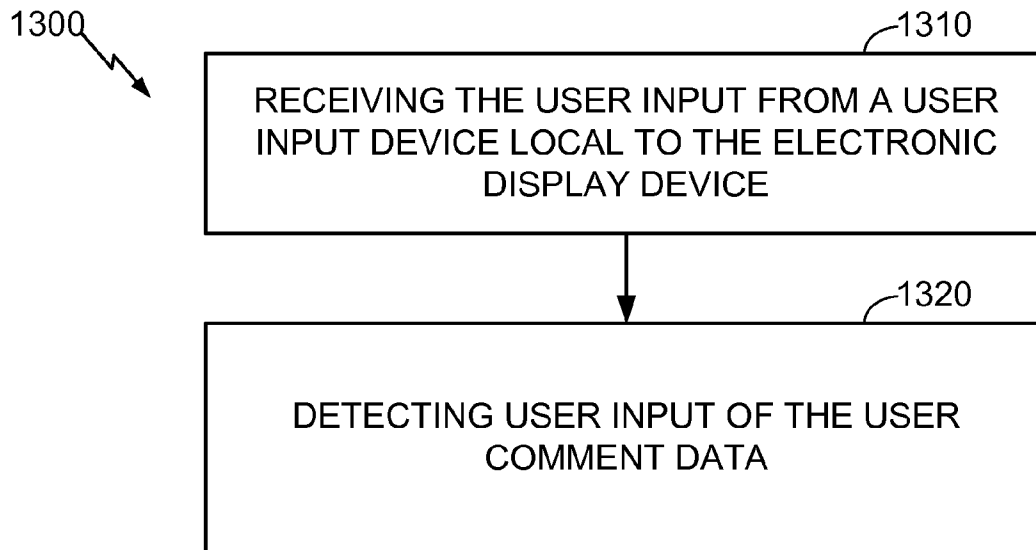 1300
1310
RECEIVING THE USER INPUT FROM A USER
INPUT DEVICE LOCAL TO THE ELECTRONIC
DISPLAY DEVICE
1320
DETECTING USER INPUT OF THE USER
COMMENT DATA